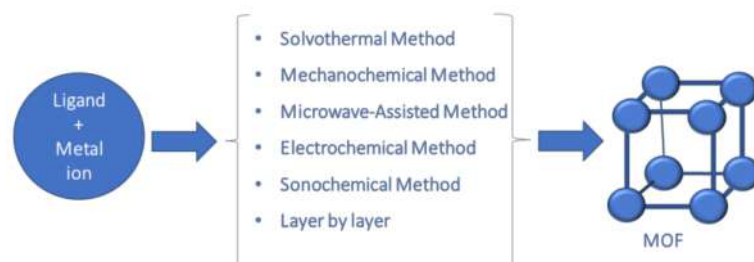 Ligand
+
Metal
ion
• Solvothermal Method
• Mechanochemical Method
• Microwave-Assisted Method
• Electrochemical Method
• Sonochemical Method
• Layer by layer
MOF